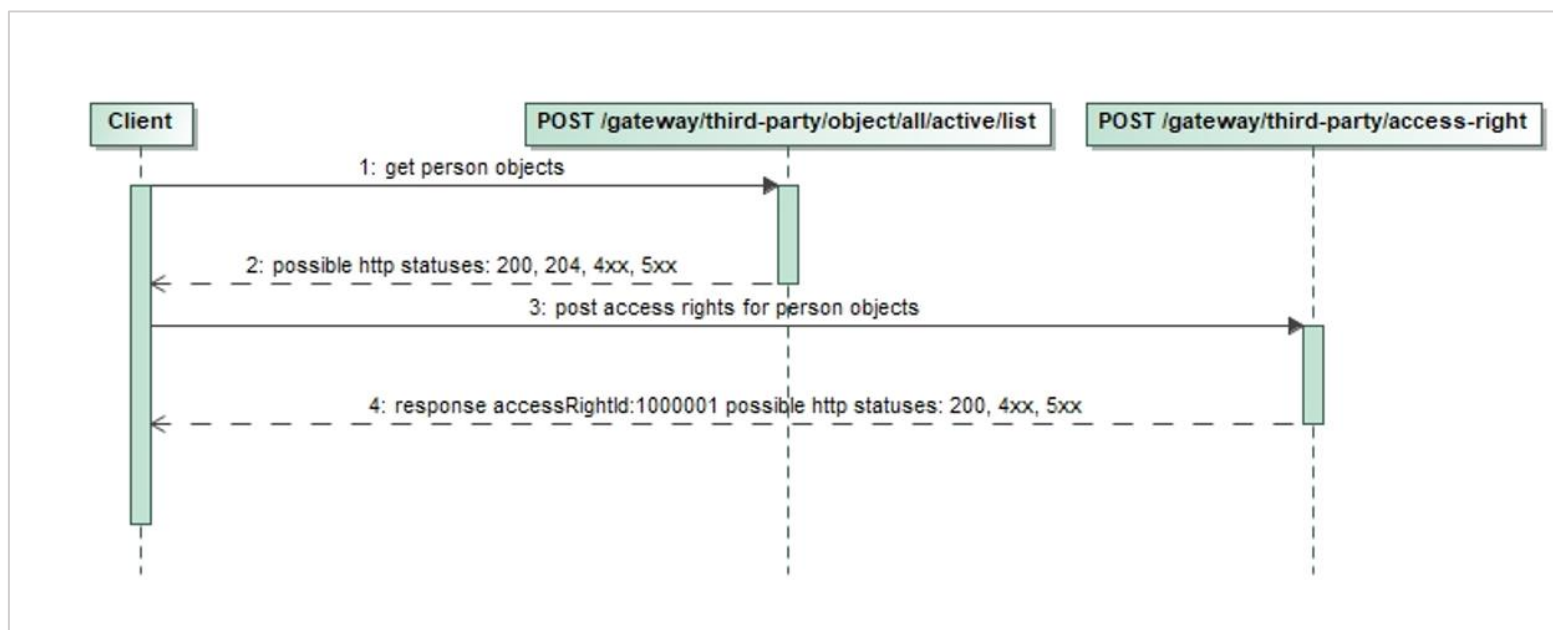 Client
POST /gateway/third-party/object/all/active/list
POST /gateway/third-party/access-right
1: get person objects
2: possible http statuses: 200, 204, 4xx, 5xx
3: post access rights for person objects
4: response accessRightId:1000001 possible http statuses: 200, 4xx, 5xx